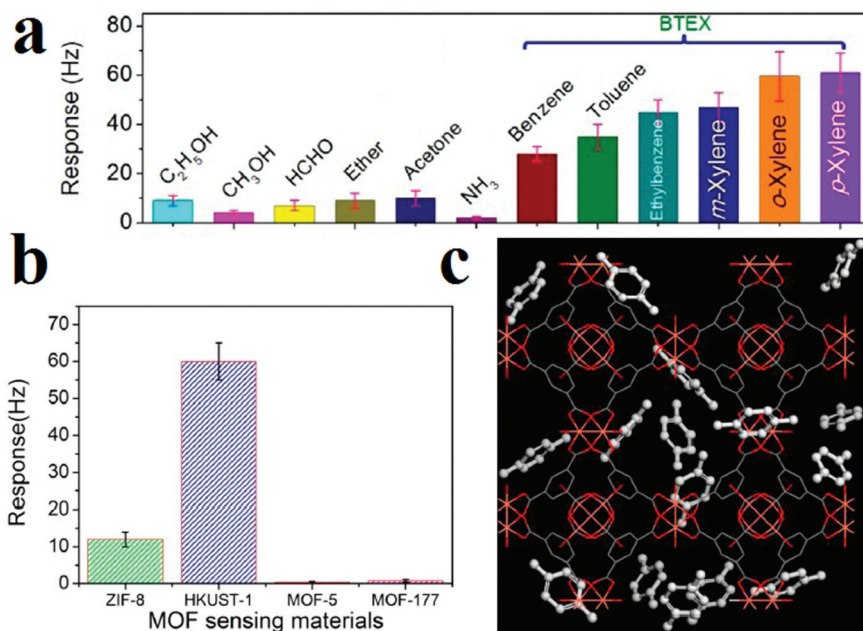 a
Response (Hz)
80
60
40
20
0
C₂H₅OH
CH₃OH
HCHO
Ether
Acetone
NH₃
BTEX
Benzene
Toluene
Ethylbenzene
m-Xylene
o-Xylene
p-Xylene
b
Response(Hz)
70
60
50
40
30
20
10
0
ZIF-8 HKUST-1 MOF-5 MOF-177
MOF sensing materials
c